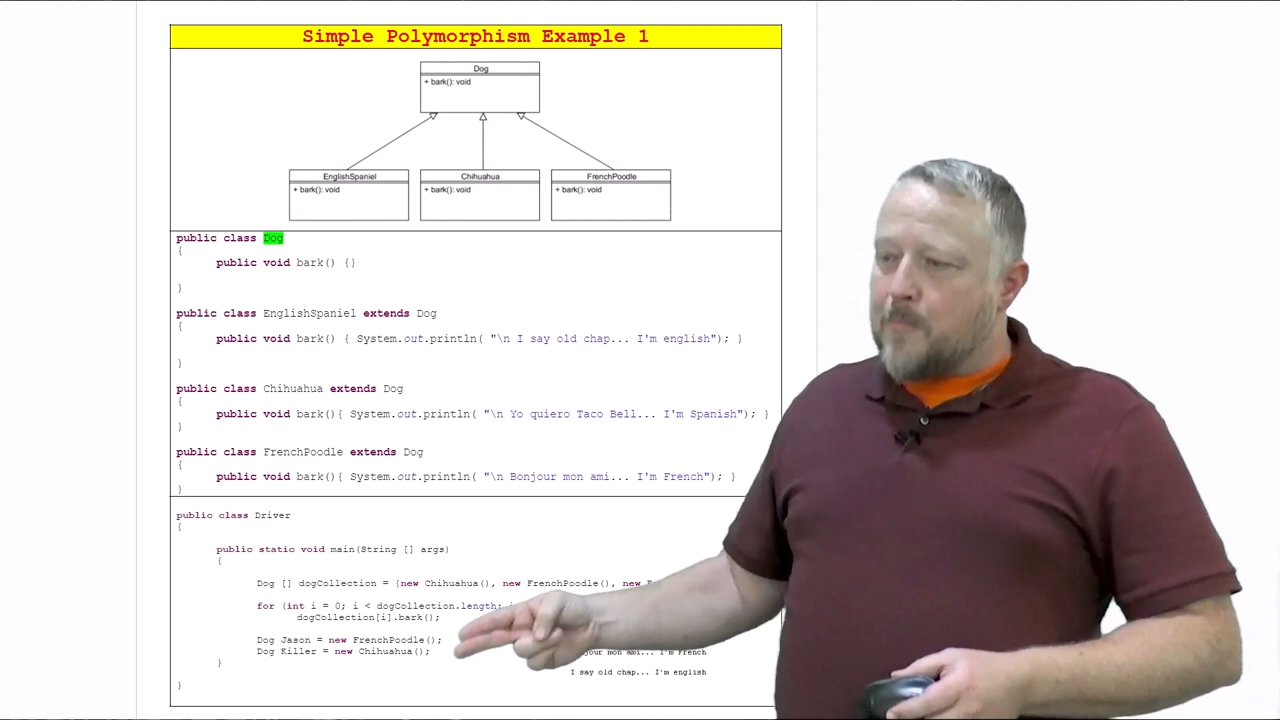 Simple Polymorphism Example 1
Dog
+ bark(): void
EnglishSpaniel
+ bark(): void
Chihuahua
+ bark(): void
FrenchPoodle
+ bark(): void
public class Dog
{
public void bark() {}
}
public class EnglishSpaniel extends Dog
{
public void bark() { System.out.println( "\n I say old chap... I'm english"); }
}
public class Chihuahua extends Dog
{
public void bark(){ System.out.println( "\n Yo quiero Taco Bell... I'm Spanish"); }
}
public class FrenchPoodle extends Dog
{
public void bark(){ System.out.println( "\n Bonjour mon ami... I'm French"); }
}
public class Driver
{
public static void main(String [] args)
{
Dog [] dogCollection = {new Chihuahua(), new FrenchPoodle(), new
for (int i = 0; i < dogCollection.length;
dogCollection[i].bark();
Dog Jason = new FrenchPoodle();
Dog Killer = new Chihuahua();
mon ami... I'm French
}
I say old chap... I'm english
}